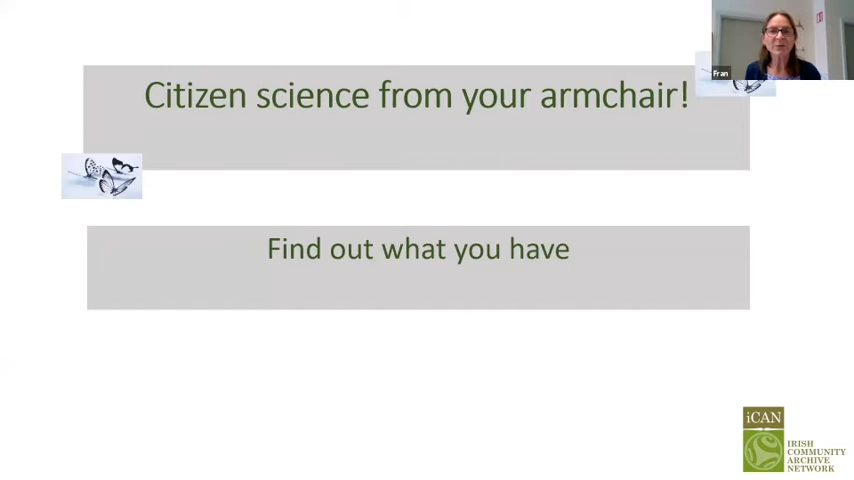 Fran
Citizen science from your armchair!
Find out what you have
iCAN
IRISH
COMMUNITY
ARCHIVE
NETWORK